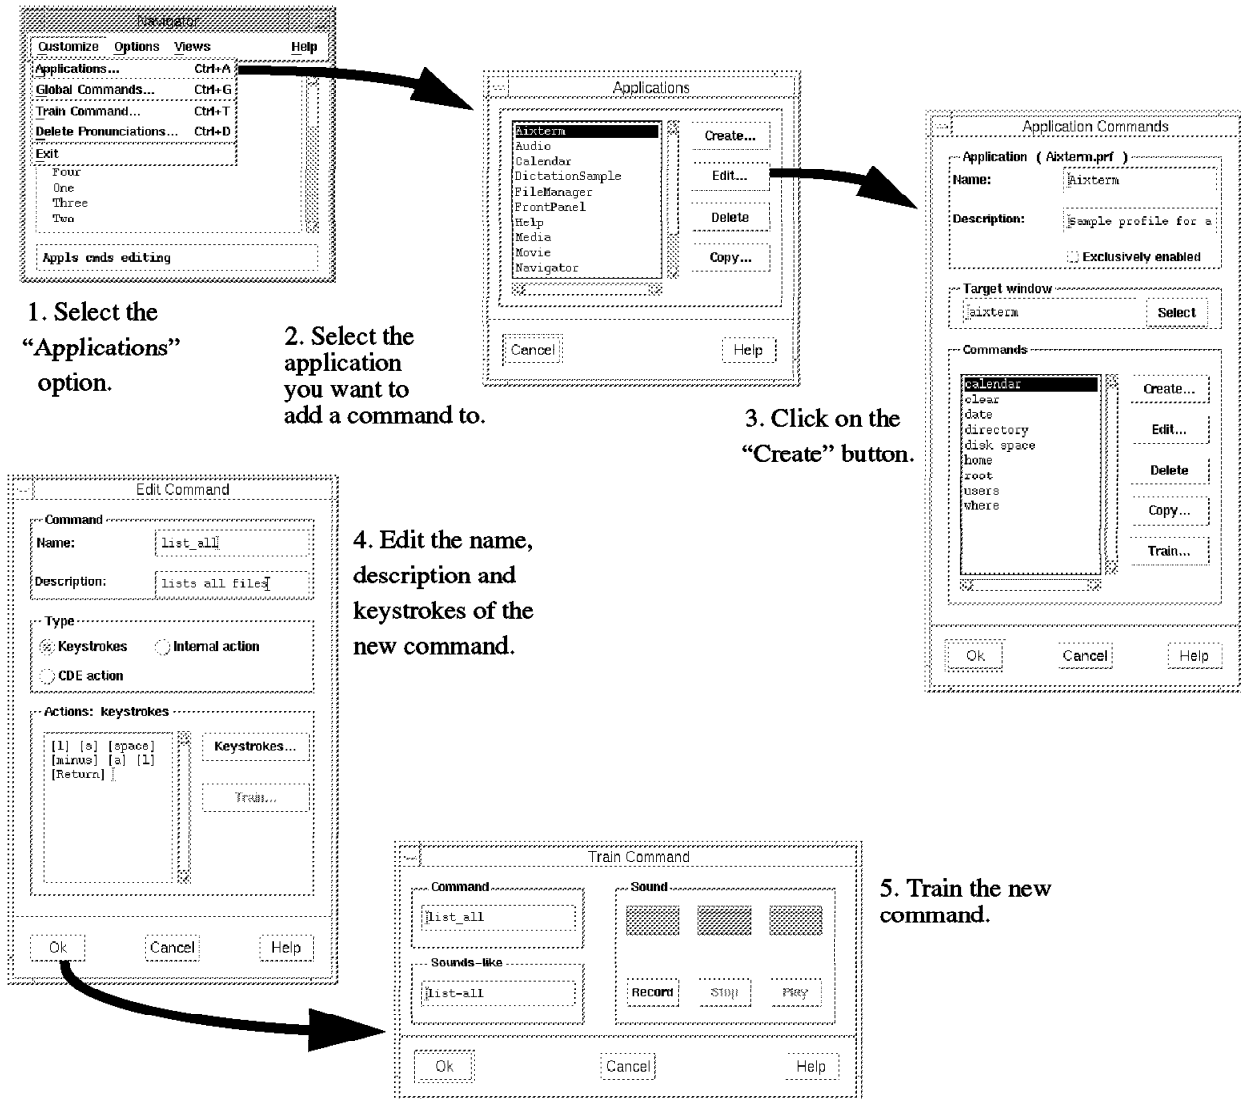 Navigator
Customize Options Views Help
Applications... Ctrl+A
Global Commands... Ctrl+G
Train Command... Ctrl+T
Delete Pronunciations... Ctrl+D
Exit
Four
One
Three
Two
Appls cmds editing
1. Select the
“Applications”
option.
Applications
Aixterm
Audio
Calendar
DictationSample
FileManager
FrontPanel
Help
Media
Movie
Navigator
Create...
Edit...
Delete
Copy...
Cancel
Help
2. Select the
application
you want to
add a command to.
Application Commands
Application ( Aixterm.prf )
Name: Aixterm
Description: Sample profile for a
Exclusively enabled
Target window
aixterm
Select
Commands
calendar
clear
date
directory
disk space
home
root
users
where
Create...
Edit...
Delete
Copy...
Train...
Ok
Cancel
Help
3. Click on the
“Create” button.
Edit Command
Command
Name: list_all
Description: lists all files
Type
Keystrokes Internal action
CDE action
Actions: keystrokes
[l] [s] [space]
[minus] [a] [l]
[Return]
Keystrokes...
Train...
Ok
Cancel
Help
4. Edit the name,
description and
keystrokes of the
new command.
Train Command
Command
list_all
Sounds-like
list-all
Sound
Record
Stop
Play
Ok
Cancel
Help
5. Train the new
command.